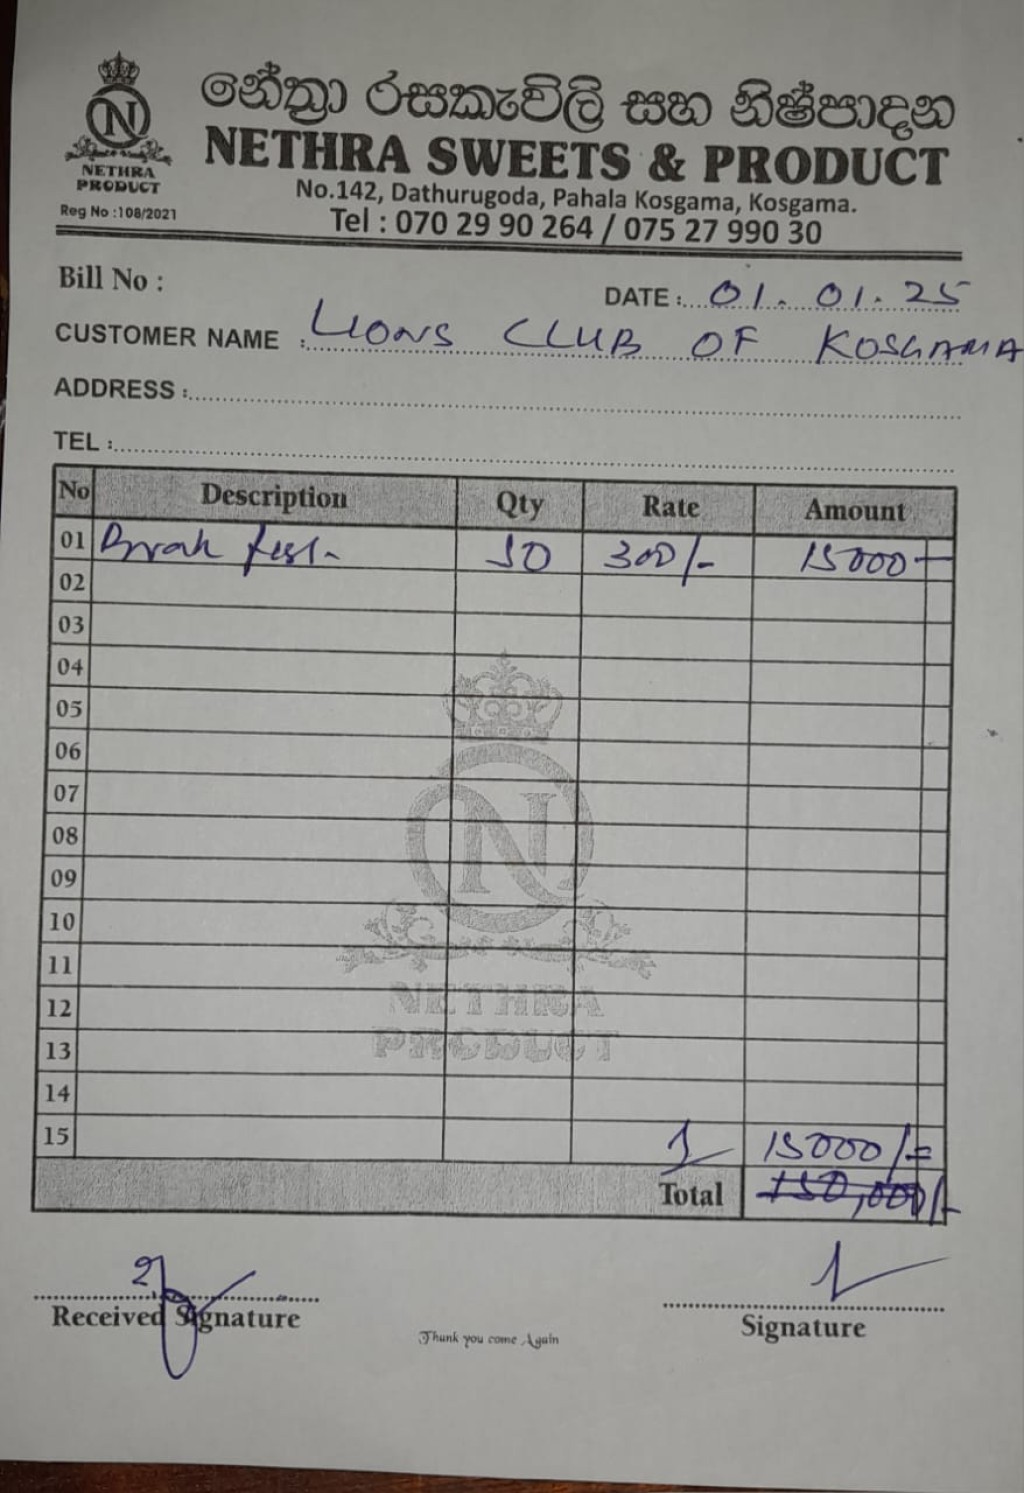 නේත්‍රා රසකැවිලි සහ නිෂ්පාදන
NETHRA SWEETS & PRODUCT
N
NETHRA
PRODUCT
No.142, Dathurugoda, Pahala Kosgama, Kosgama.
Reg No :108/2021
Tel : 070 29 90 264 / 075 27 990 30
Bill No :
DATE : 01. 01. 25
CUSTOMER NAME : LIONS CLUB OF KOSGAMA
ADDRESS :
TEL :
No Description Qty Rate Amount
01 Break fest 50 300/- 15000 -
02
03
04
05
06
07
08
09
10
11
12
13
14
15 15000/=
N
NETHRA
PRODUCT
Total 150,000/-
Received Signature
Signature
Thank you come Again